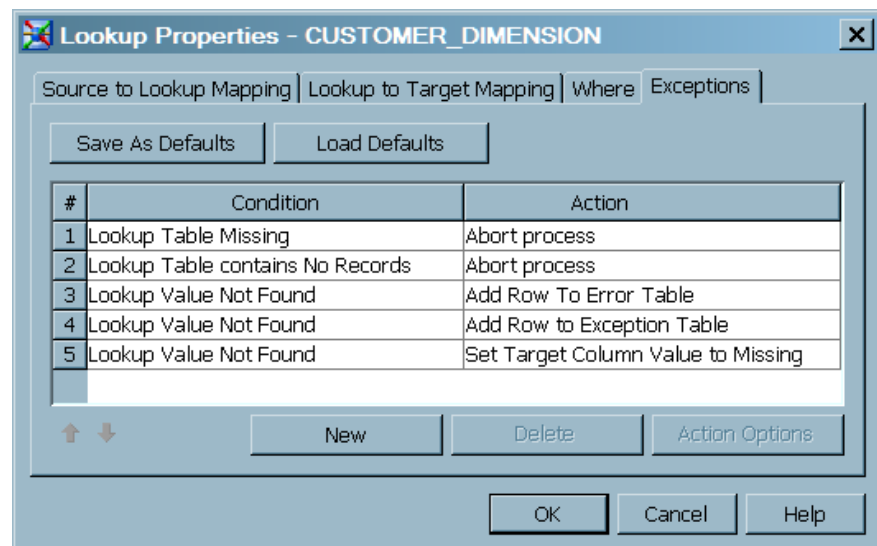 Lookup Properties - CUSTOMER_DIMENSION
Source to Lookup Mapping Lookup to Target Mapping Where Exceptions
Save As Defaults Load Defaults
# Condition Action
1 Lookup Table Missing Abort process
2 Lookup Table contains No Records Abort process
3 Lookup Value Not Found Add Row To Error Table
4 Lookup Value Not Found Add Row to Exception Table
5 Lookup Value Not Found Set Target Column Value to Missing
New Delete Action Options
OK Cancel Help